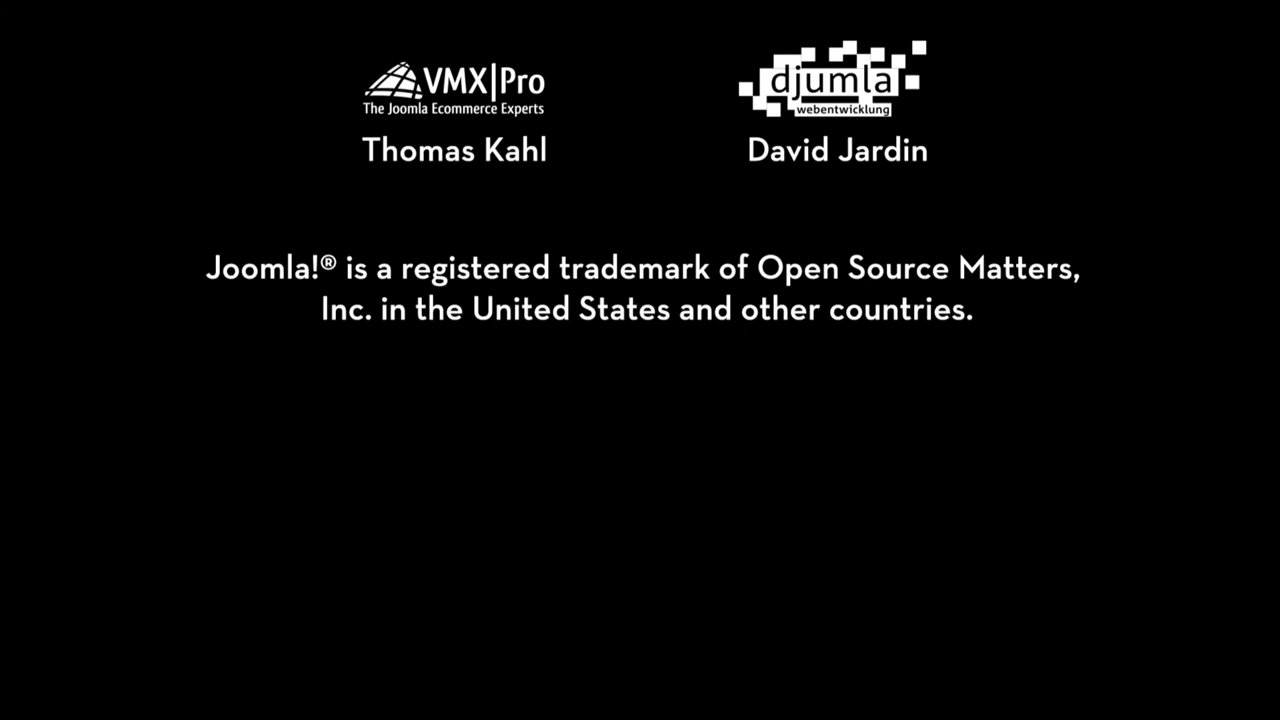 VMX|Pro
The Joomla Ecommerce Experts
Thomas Kahl
djumla
webentwicklung
David Jardin
Joomla!® is a registered trademark of Open Source Matters,
Inc. in the United States and other countries.